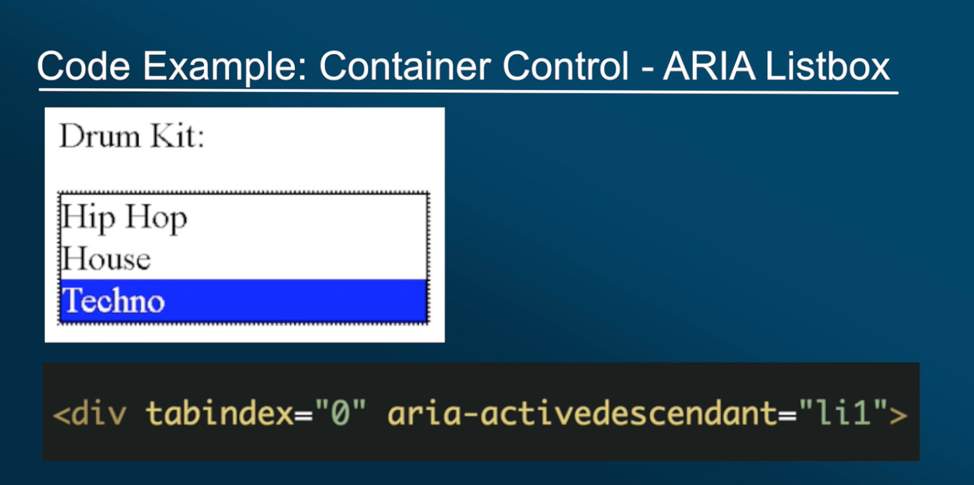 Code Example: Container Control - ARIA Listbox
Drum Kit:
Hip Hop
House
Techno
<div tabindex="0" aria-activedescendant="li1">